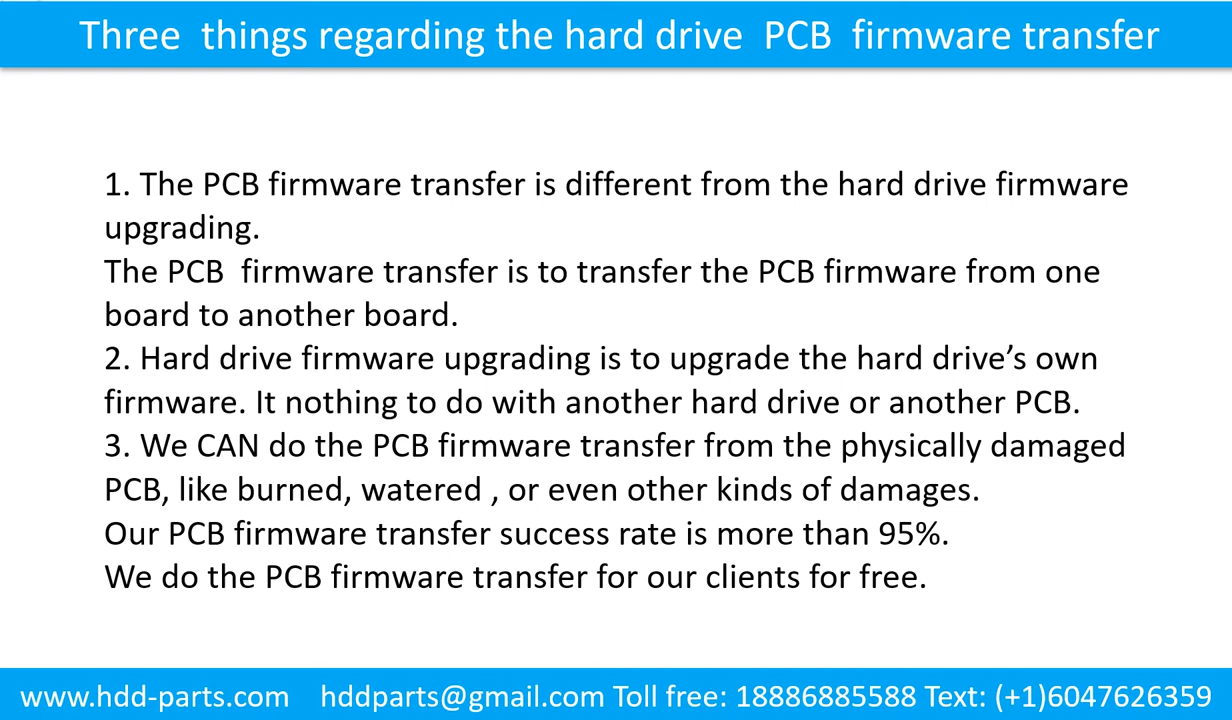 Three things regarding the hard drive PCB firmware transfer
1. The PCB firmware transfer is different from the hard drive firmware
upgrading.
The PCB firmware transfer is to transfer the PCB firmware from one
board to another board.
2. Hard drive firmware upgrading is to upgrade the hard drive’s own
firmware. It nothing to do with another hard drive or another PCB.
3. We CAN do the PCB firmware transfer from the physically damaged
PCB, like burned, watered , or even other kinds of damages.
Our PCB firmware transfer success rate is more than 95%.
We do the PCB firmware transfer for our clients for free.
www.hdd-parts.com hddparts@gmail.com Toll free: 18886885588 Text: (+1)6047626359